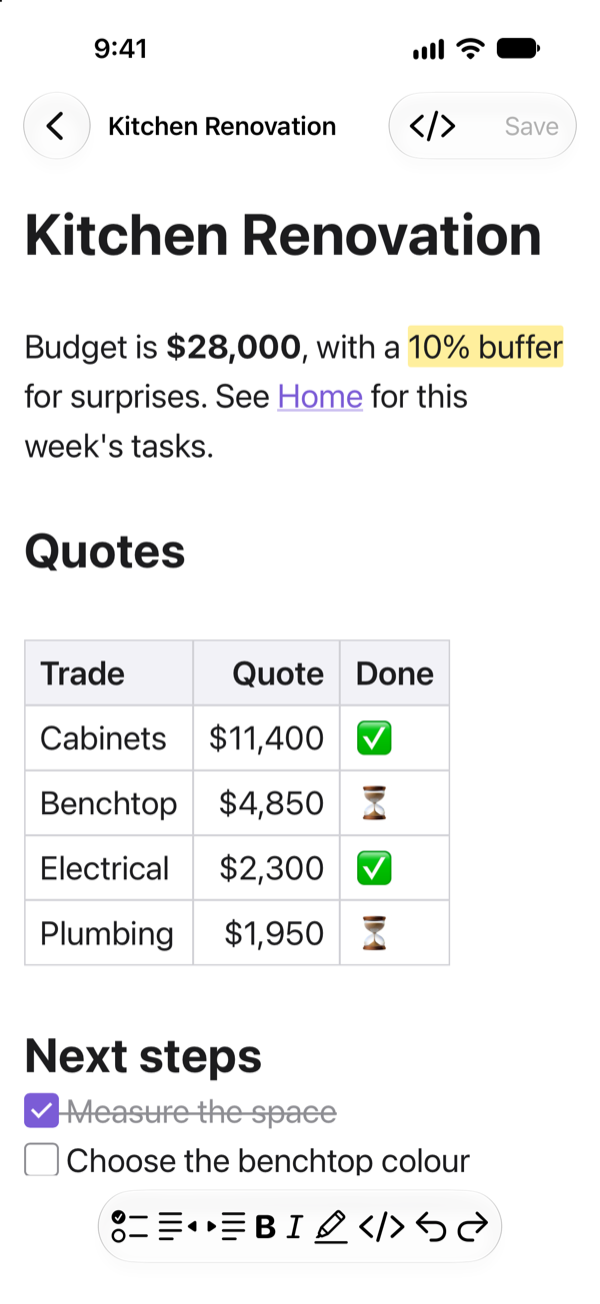 9:41
Kitchen Renovation
</> Save
Kitchen Renovation
Budget is $28,000, with a 10% buffer
for surprises. See Home for this
week's tasks.
Quotes
Trade Quote Done
Cabinets $11,400 ✅
Benchtop $4,850 ⏳
Electrical $2,300 ✅
Plumbing $1,950 ⏳
Next steps
Measure the space
Choose the benchtop colour
B I </>